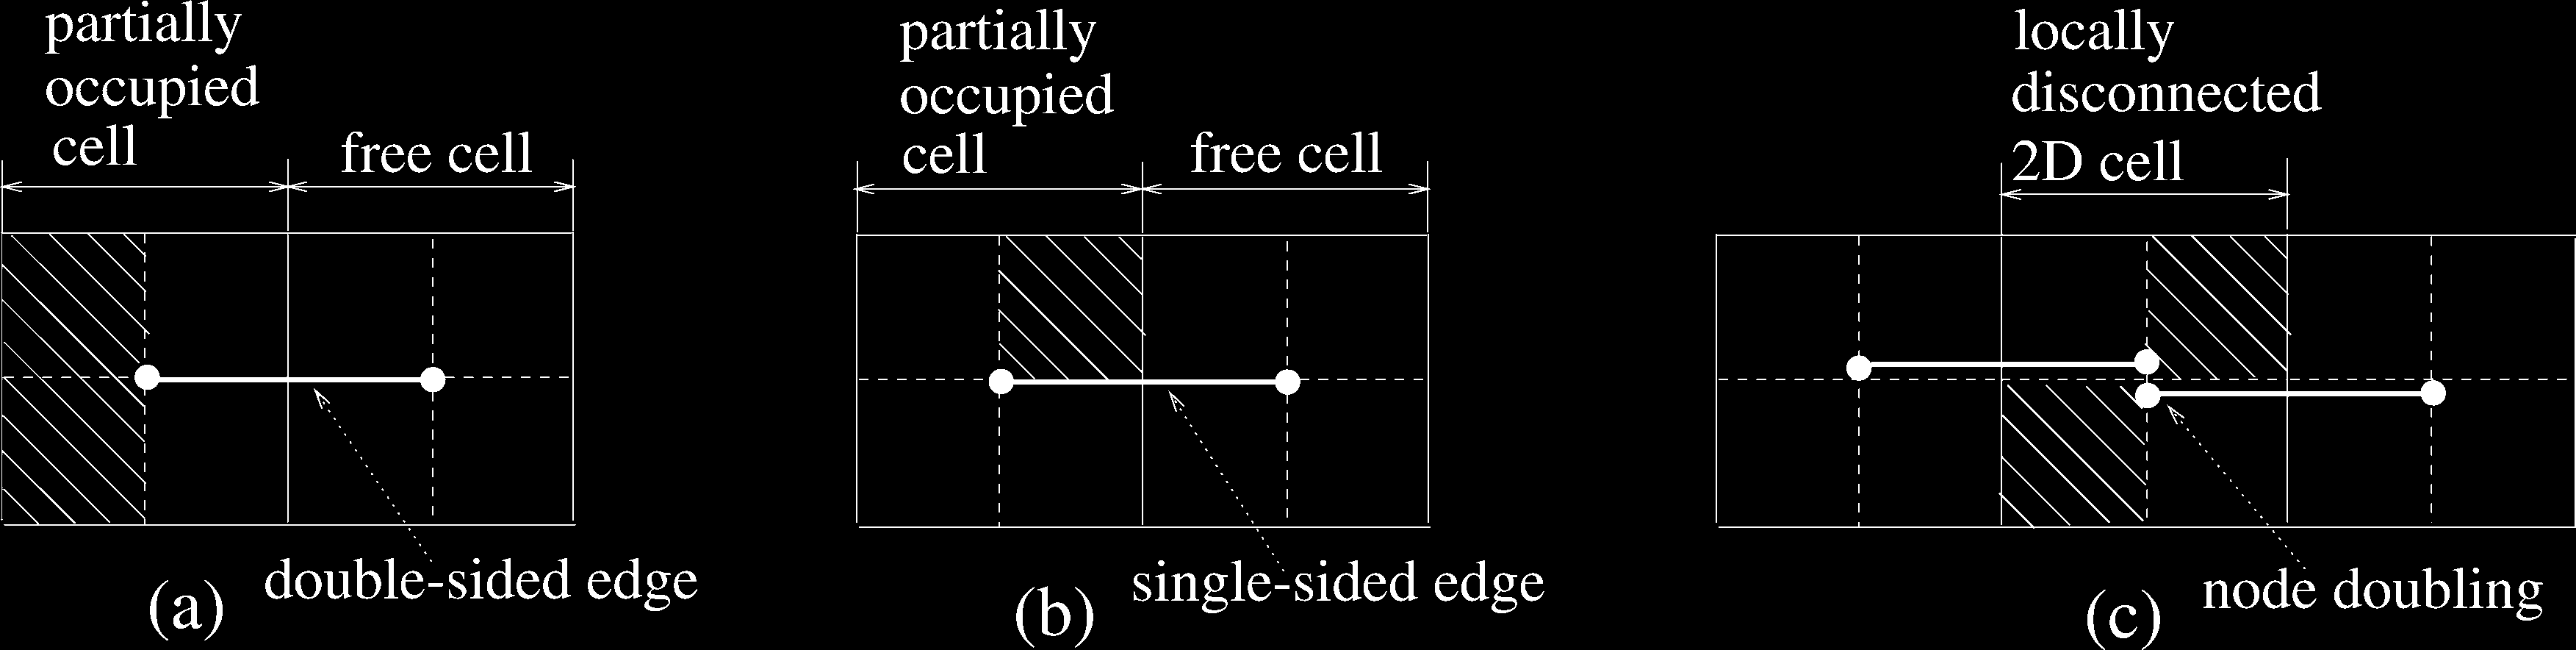 partially
occupied
cell
free cell
double-sided edge
(a)
partially
occupied
cell
free cell
single-sided edge
(b)
locally
disconnected
2D cell
node doubling
(c)